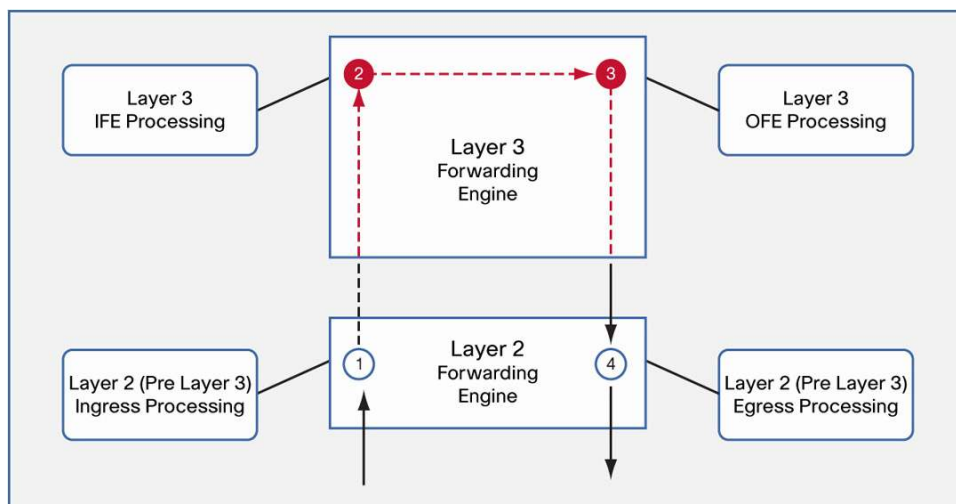 2
3
Layer 3
IFE Processing
Layer 3
OFE Processing
Layer 3
Forwarding
Engine
1
Layer 2
Forwarding
Engine
4
Layer 2 (Pre Layer 3)
Ingress Processing
Layer 2 (Pre Layer 3)
Egress Processing